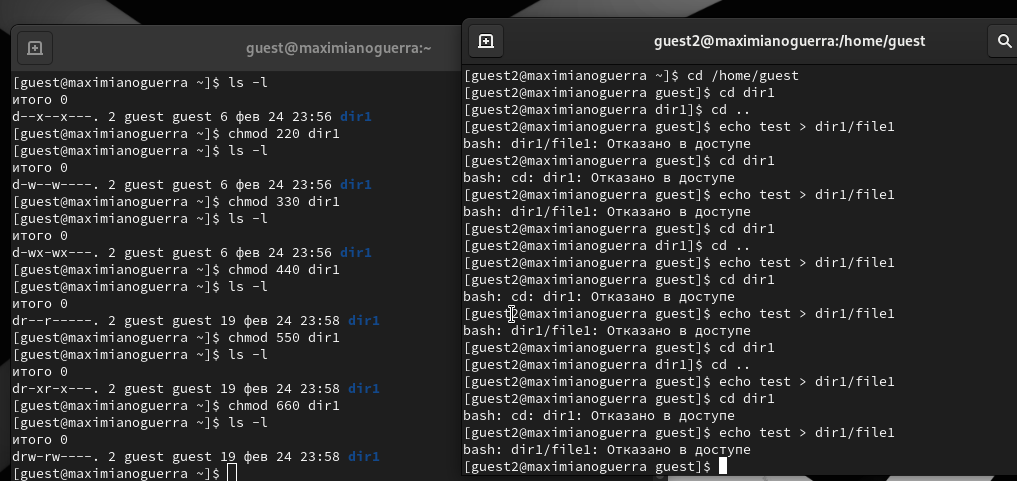 guest@maximianoguerra:~
[guest@maximianoguerra ~]$ ls -l
итого 0
d--x--x---. 2 guest guest 6 фев 24 23:56 dir1
[guest@maximianoguerra ~]$ chmod 220 dir1
[guest@maximianoguerra ~]$ ls -l
итого 0
d-w--w----. 2 guest guest 6 фев 24 23:56 dir1
[guest@maximianoguerra ~]$ chmod 330 dir1
[guest@maximianoguerra ~]$ ls -l
итого 0
d-wx-wx---. 2 guest guest 6 фев 24 23:56 dir1
[guest@maximianoguerra ~]$ chmod 440 dir1
[guest@maximianoguerra ~]$ ls -l
итого 0
dr--r-----. 2 guest guest 19 фев 24 23:58 dir1
[guest@maximianoguerra ~]$ chmod 550 dir1
[guest@maximianoguerra ~]$ ls -l
итого 0
dr-xr-x---. 2 guest guest 19 фев 24 23:58 dir1
[guest@maximianoguerra ~]$ chmod 660 dir1
[guest@maximianoguerra ~]$ ls -l
итого 0
drw-rw----. 2 guest guest 19 фев 24 23:58 dir1
[guest@maximianoguerra ~]$
guest2@maximianoguerra:/home/guest
[guest2@maximianoguerra ~]$ cd /home/guest
[guest2@maximianoguerra guest]$ cd dir1
[guest2@maximianoguerra dir1]$ cd ..
[guest2@maximianoguerra guest]$ echo test > dir1/file1
bash: dir1/file1: Отказано в доступе
[guest2@maximianoguerra guest]$ cd dir1
bash: cd: dir1: Отказано в доступе
[guest2@maximianoguerra guest]$ echo test > dir1/file1
bash: dir1/file1: Отказано в доступе
[guest2@maximianoguerra guest]$ cd dir1
[guest2@maximianoguerra dir1]$ cd ..
[guest2@maximianoguerra guest]$ echo test > dir1/file1
[guest2@maximianoguerra guest]$ cd dir1
bash: cd: dir1: Отказано в доступе
[guest2@maximianoguerra guest]$ echo test > dir1/file1
bash: dir1/file1: Отказано в доступе
[guest2@maximianoguerra guest]$ cd dir1
[guest2@maximianoguerra dir1]$ cd ..
[guest2@maximianoguerra guest]$ echo test > dir1/file1
[guest2@maximianoguerra guest]$ cd dir1
bash: cd: dir1: Отказано в доступе
[guest2@maximianoguerra guest]$ echo test > dir1/file1
bash: dir1/file1: Отказано в доступе
[guest2@maximianoguerra guest]$